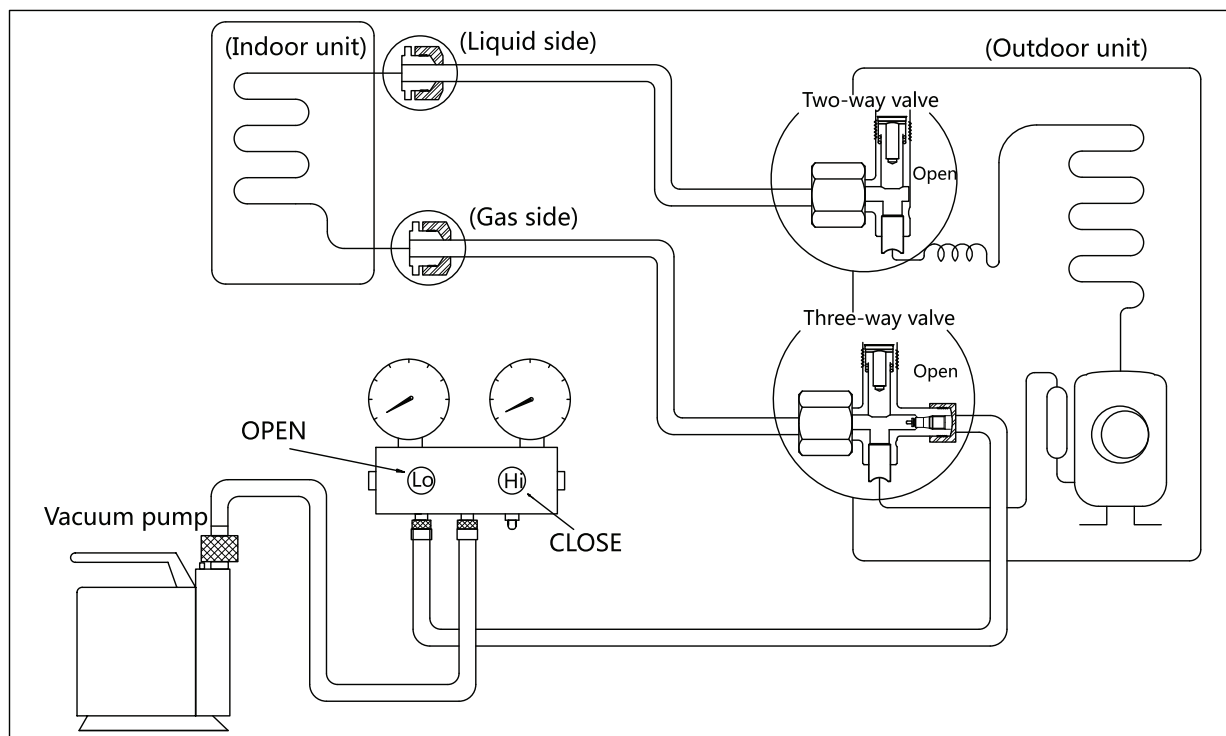 (Indoor unit)
(Liquid side)
(Outdoor unit)
Two-way valve
Open
(Gas side)
Three-way valve
Open
OPEN
Lo
Hi
Vacuum pump
CLOSE